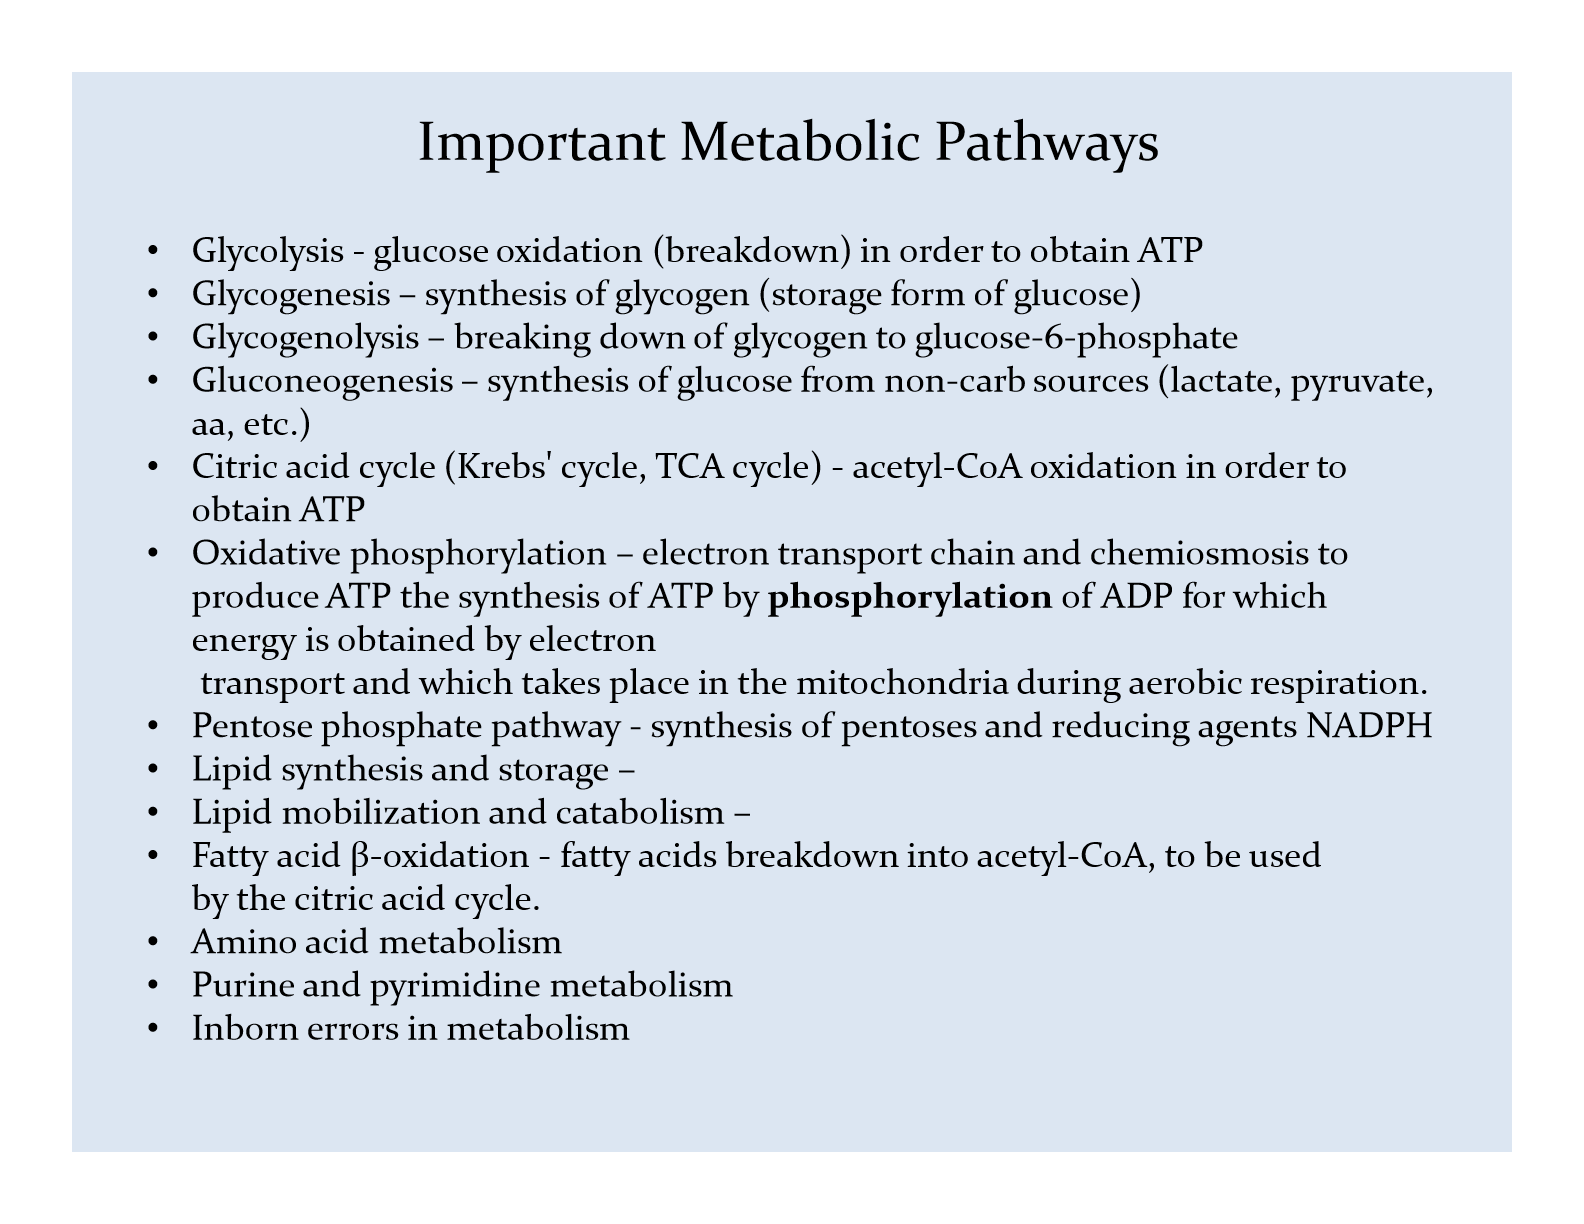 Important Metabolic Pathways
• Glycolysis - glucose oxidation (breakdown) in order to obtain ATP
• Glycogenesis – synthesis of glycogen (storage form of glucose)
• Glycogenolysis – breaking down of glycogen to glucose-6-phosphate
• Gluconeogenesis – synthesis of glucose from non-carb sources (lactate, pyruvate,
aa, etc.)
• Citric acid cycle (Krebs' cycle, TCA cycle) - acetyl-CoA oxidation in order to
obtain ATP
• Oxidative phosphorylation – electron transport chain and chemiosmosis to
produce ATP the synthesis of ATP by phosphorylation of ADP for which
energy is obtained by electron
transport and which takes place in the mitochondria during aerobic respiration.
• Pentose phosphate pathway - synthesis of pentoses and reducing agents NADPH
• Lipid synthesis and storage –
• Lipid mobilization and catabolism –
• Fatty acid β-oxidation - fatty acids breakdown into acetyl-CoA, to be used
by the citric acid cycle.
• Amino acid metabolism
• Purine and pyrimidine metabolism
• Inborn errors in metabolism